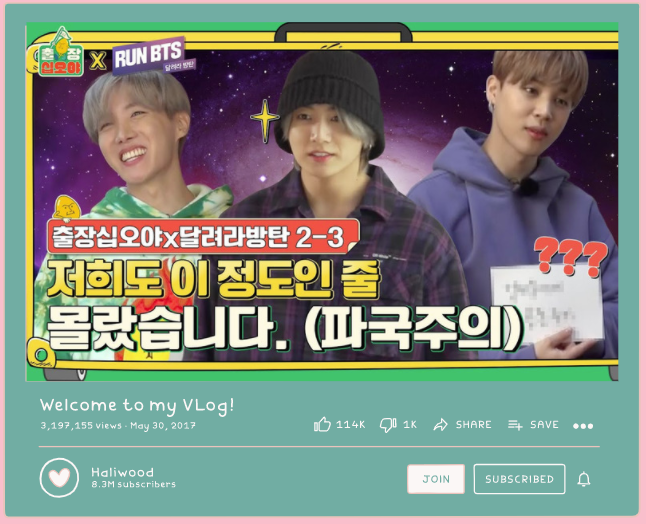 출장
십오야
X
RUN BTS
달려라 방탄
출장십오야x달려라방탄 2-3
???
저희도 이 정도인 줄
몰랐습니다. (파국주의)
Welcome to my VLog!
3,197,155 views · May 30, 2017
114K
1K
SHARE
SAVE
Haliwood
8.3M subscribers
JOIN
SUBSCRIBED